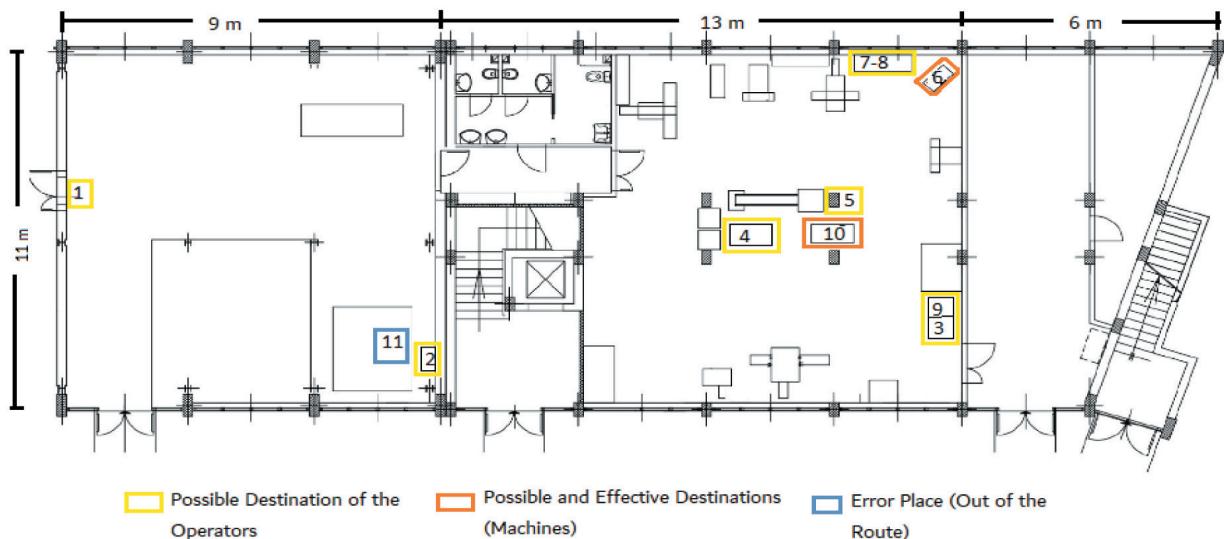 9 m
13 m
6 m
11 m
7-8
6
1
5
4
10
9
3
11
2
Possible Destination of the
Operators
Possible and Effective Destinations
(Machines)
Error Place (Out of the
Route)